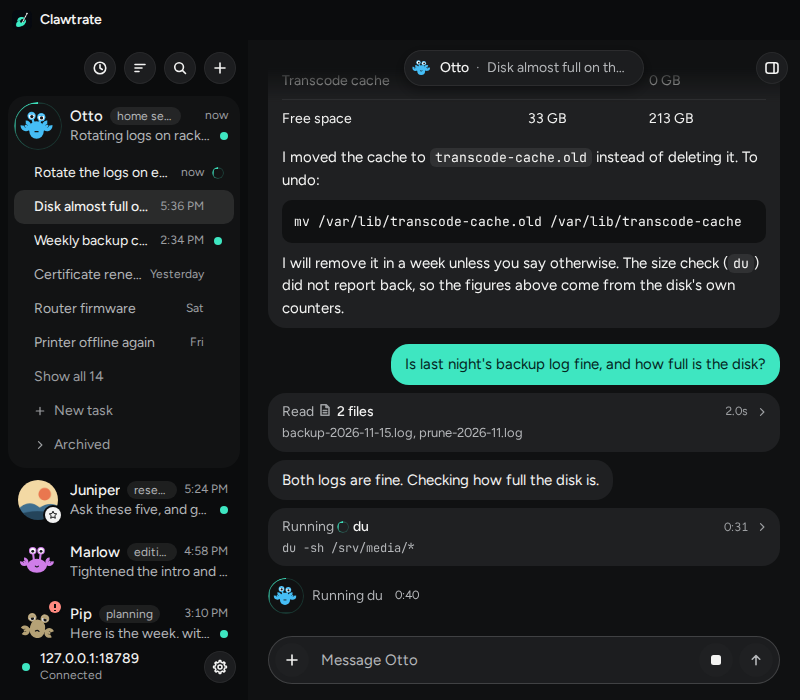 Clawtrate
Otto home se... now
Rotating logs on rack...
Rotate the logs on e... now
Disk almost full o... 5:36 PM
Weekly backup c... 2:34 PM
Certificate rene... Yesterday
Router firmware Sat
Printer offline again Fri
Show all 14
+ New task
> Archived
Juniper rese... 5:24 PM
Ask these five, and g...
Marlow editi... 4:58 PM
Tightened the intro and ...
Pip planning 3:10 PM
Here is the week. wit...
127.0.0.1:18789
Connected
Otto · Disk almost full on th...
Transcode cache 0 GB
Free space 33 GB 213 GB
I moved the cache to transcode-cache.old instead of deleting it. To
undo:
mv /var/lib/transcode-cache.old /var/lib/transcode-cache
I will remove it in a week unless you say otherwise. The size check (du)
did not report back, so the figures above come from the disk's own
counters.
Is last night's backup log fine, and how full is the disk?
Read 2 files 2.0s
backup-2026-11-15.log, prune-2026-11.log
Both logs are fine. Checking how full the disk is.
Running du 0:31
du -sh /srv/media/*
Running du 0:40
Message Otto